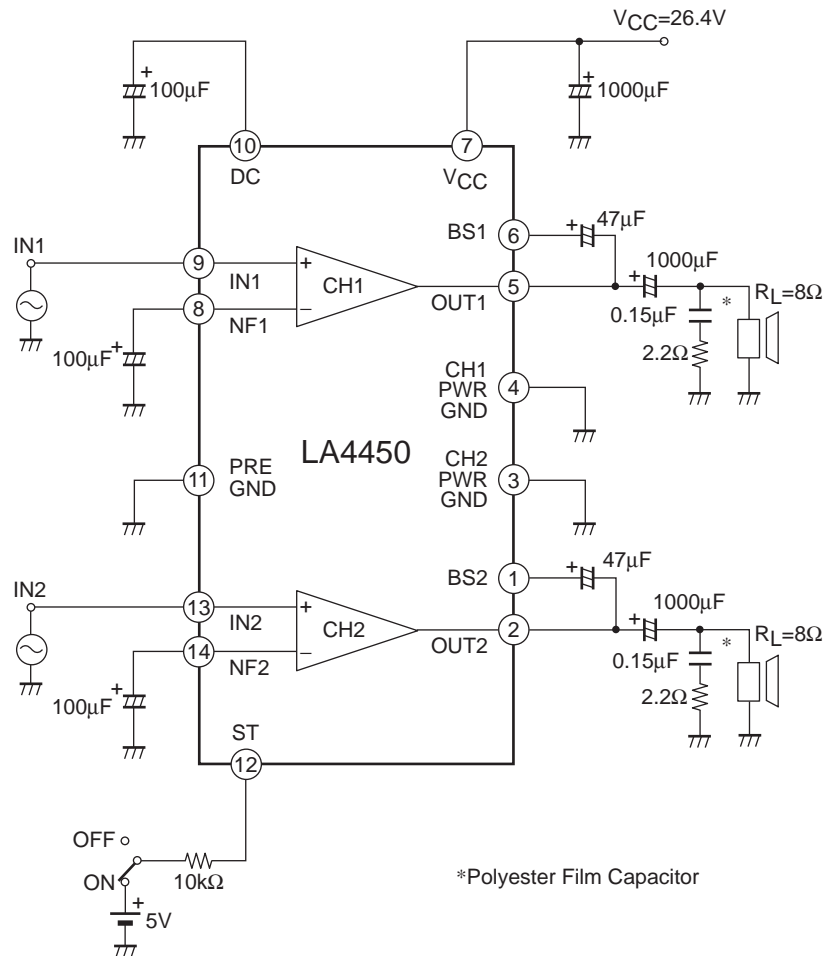 VCC=26.4V
100µF
1000µF
10
7
DC
VCC
47µF
BS1
6
IN1
1000µF
9
IN1
+
CH1
OUT1
5
* RL=8Ω
8
NF1
−
0.15µF
100µF
2.2Ω
CH1
PWR
GND
4
LA4450
11
PRE
GND
CH2
PWR
GND
3
47µF
BS2
1
IN2
1000µF
13
IN2
+
CH2
OUT2
2
* RL=8Ω
14
NF2
−
0.15µF
100µF
2.2Ω
ST
12
OFF
ON
10kΩ
+
5V
*Polyester Film Capacitor